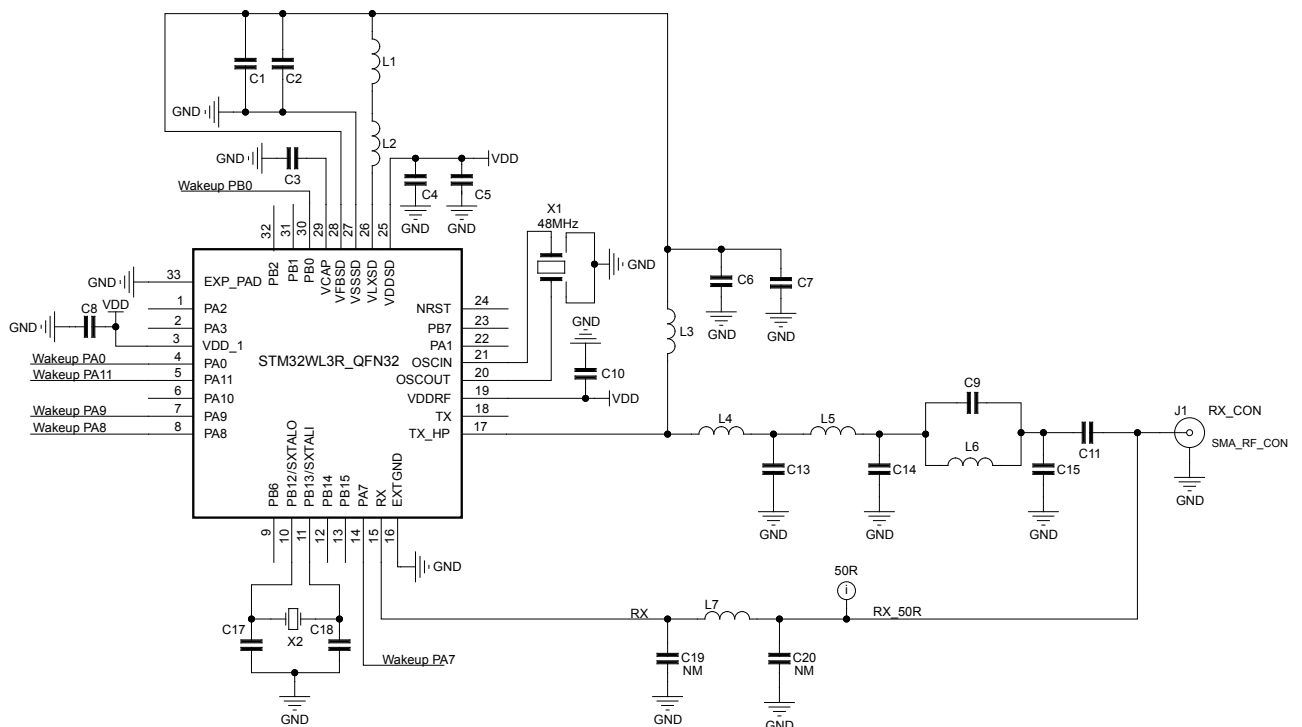 L1
C1
C2
GND
L2
GND
C3
VDD
C4
C5
GND
GND
Wakeup PB0
X1
48MHz
GND
32
31
30
29
28
27
26
25
PB2
PB1
PB0
VCAP
VFBSD
VSSSD
VLXSD
VDDSD
GND
33
EXP_PAD
C6
C7
GND
GND
C8
VDD
GND
1
PA2
2
PA3
3
VDD_1
Wakeup PA0
4
PA0
Wakeup PA11
5
PA11
6
PA10
Wakeup PA9
7
PA9
Wakeup PA8
8
PA8
STM32WL3R_QFN32
NRST
24
PB7
23
PA1
22
OSCIN
21
OSCOUT
20
VDDRF
19
TX
18
TX_HP
17
GND
C10
VDD
L3
L4
L5
C9
L6
C11
C13
C14
C15
GND
GND
GND
J1
RX_CON
SMA_RF_CON
GND
PB6
PB12/SXTALO
PB13/SXTALI
PB14
PB15
PA7
RX
EXTGND
9
10
11
12
13
14
15
16
GND
C17
X2
C18
GND
Wakeup PA7
RX
L7
50R
i
RX_50R
C19
NM
C20
NM
GND
GND